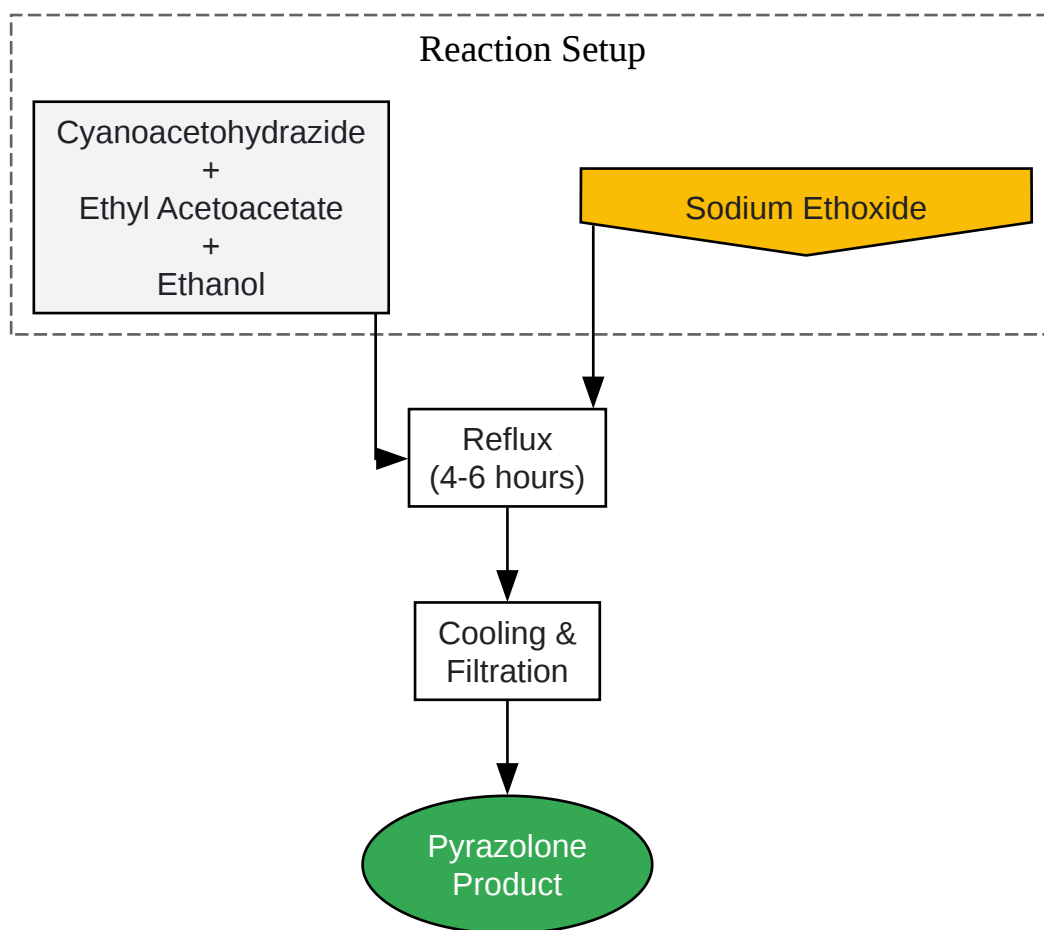 Reaction Setup
Cyanoacetohydrazide
+
Ethyl Acetoacetate
+
Ethanol
Sodium Ethoxide
Reflux
(4-6 hours)
Cooling &
Filtration
Pyrazolone
Product